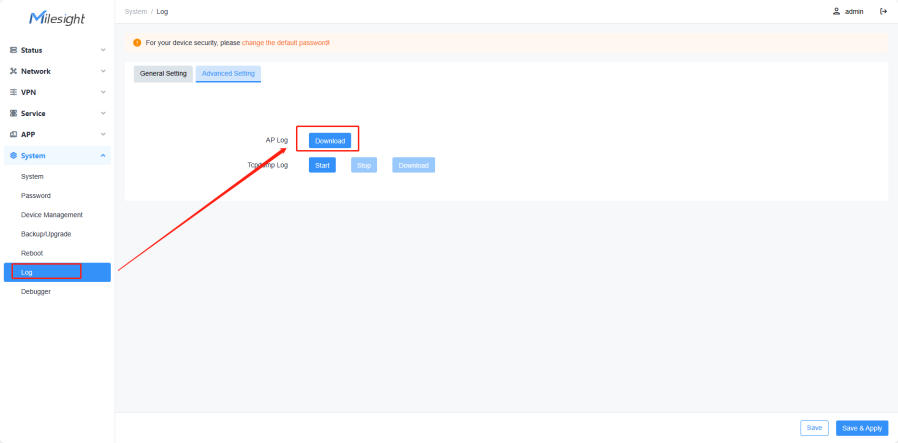 Milesight
System / Log
admin
For your device security, please change the default password!
Status
Network
VPN
Service
APP
System
System
Password
Device Management
Backup/Upgrade
Reboot
Log
Debugger
General Setting
Advanced Setting
AP Log
Download
Tcpdump Log
Start
Stop
Download
Save
Save & Apply